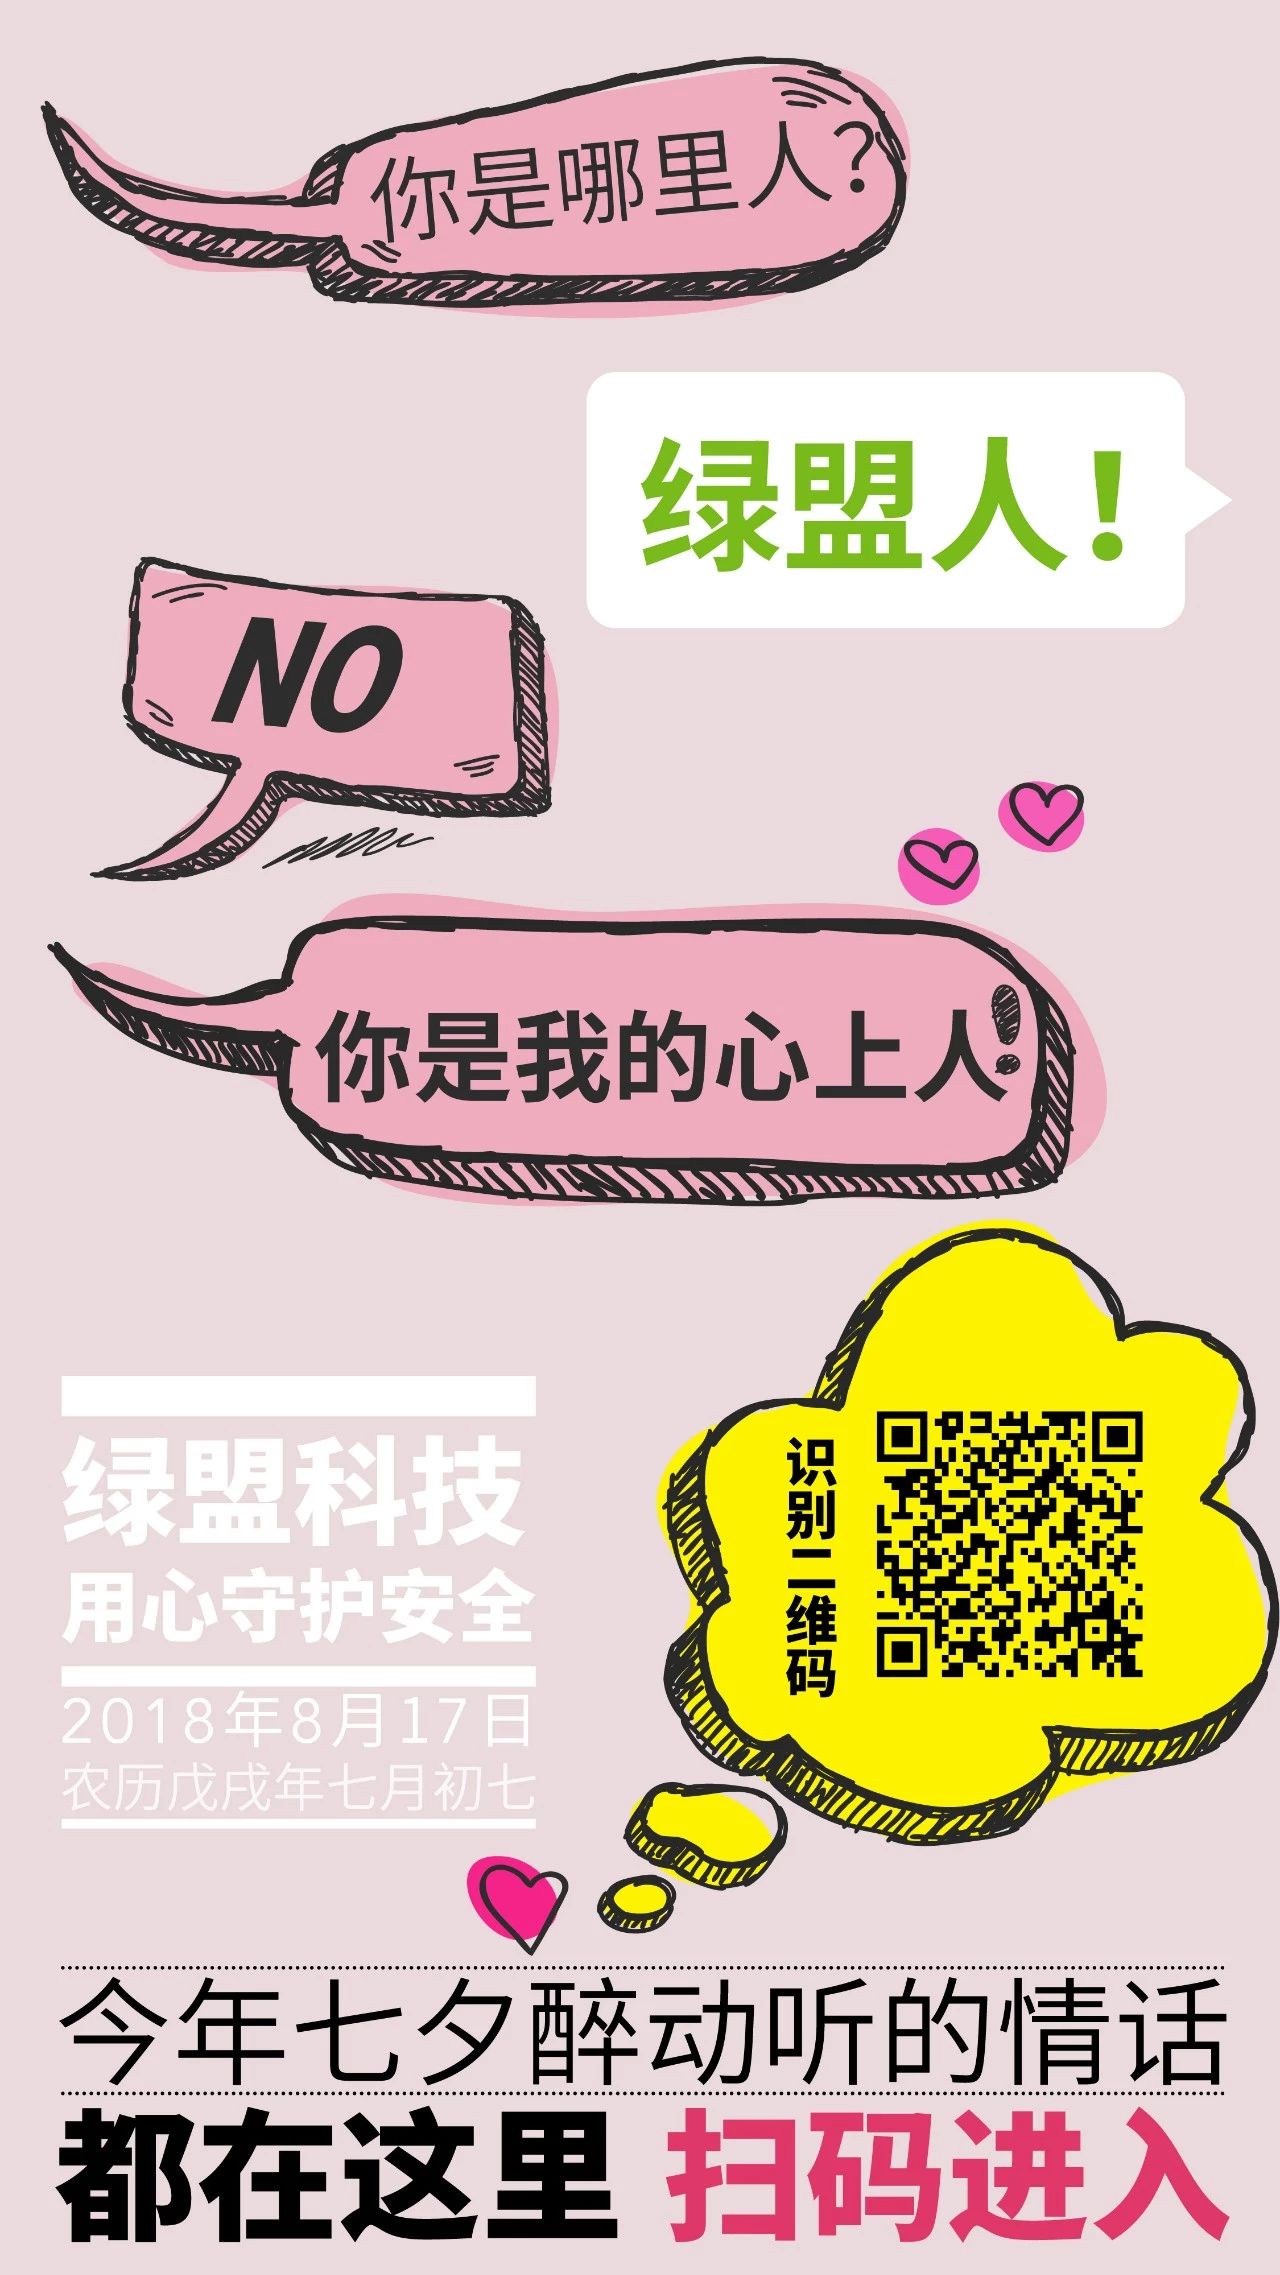 你是哪里人?
绿盟人!
NO
你是我的心上人!
识别二维码
绿盟科技
用心守护安全
2018年8月17日
农历戊戌年七月初七
今年七夕醉动听的情话
都在这里 扫码进入